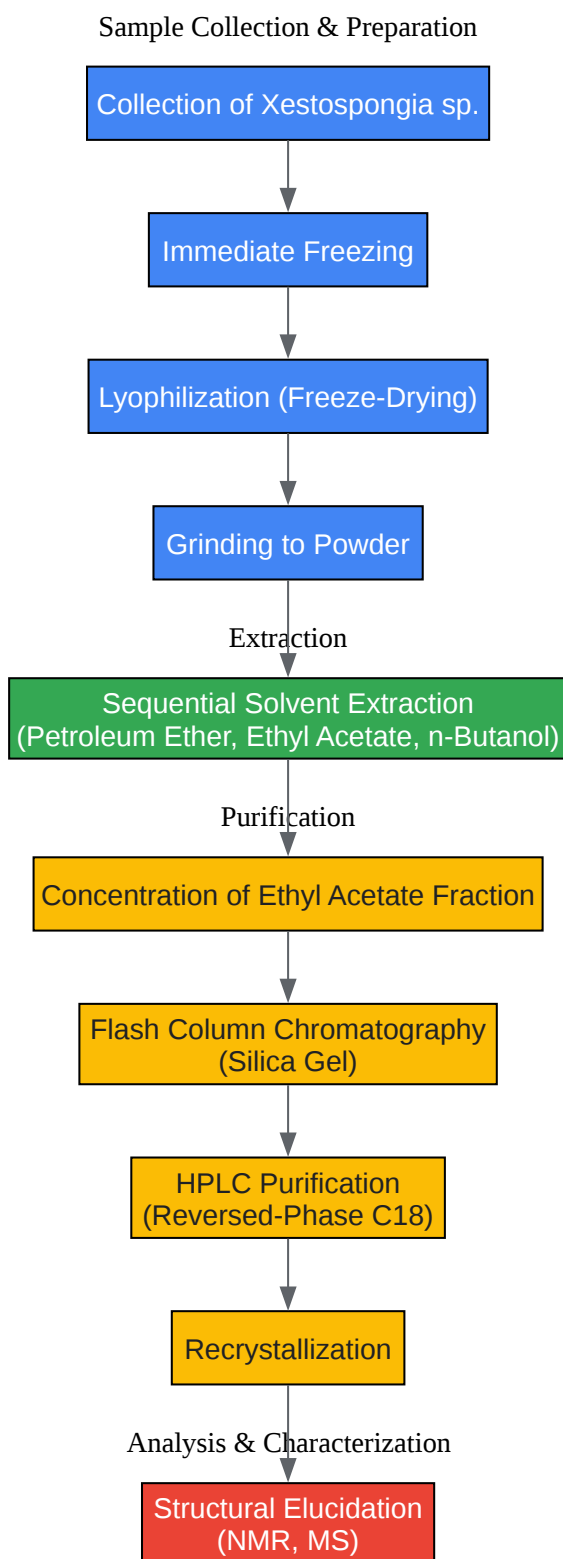 Sample Collection & Preparation
Collection of Xestospongia sp.
Immediate Freezing
Lyophilization (Freeze-Drying)
Grinding to Powder
Extraction
Sequential Solvent Extraction
(Petroleum Ether, Ethyl Acetate, n-Butanol)
Purification
Concentration of Ethyl Acetate Fraction
Flash Column Chromatography
(Silica Gel)
HPLC Purification
(Reversed-Phase C18)
Recrystallization
Analysis & Characterization
Structural Elucidation
(NMR, MS)